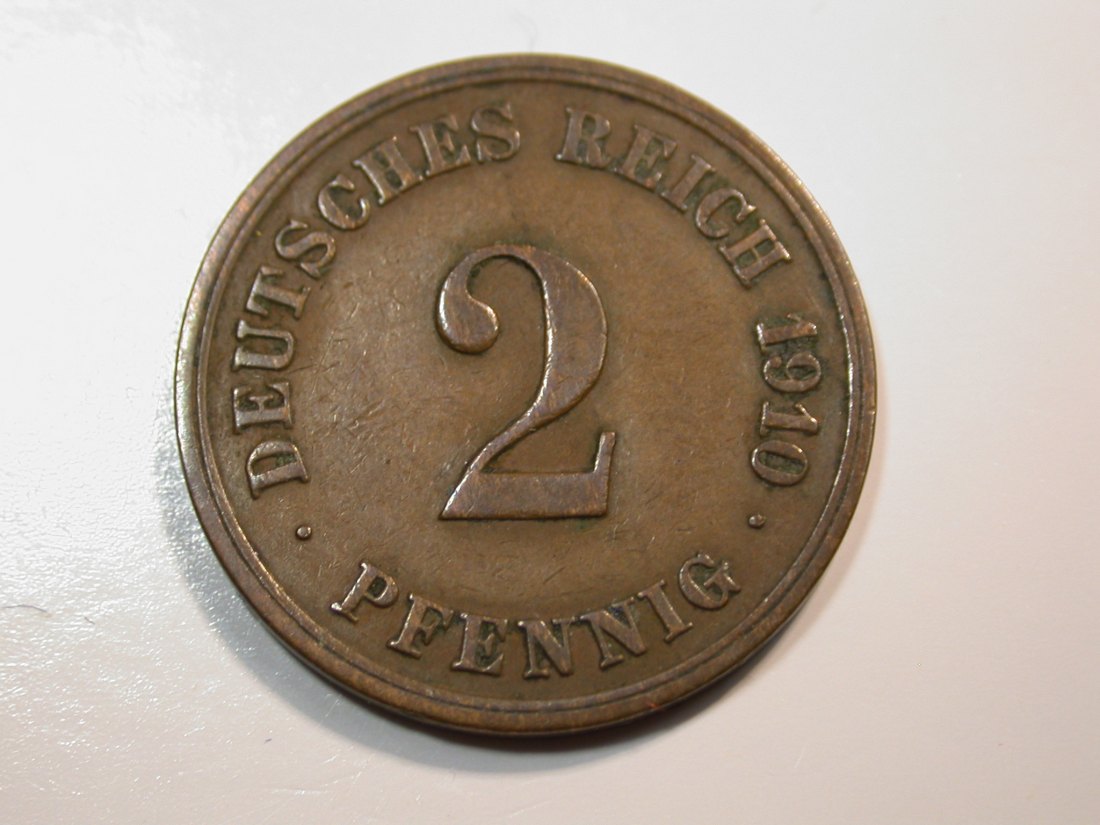 DEUTSCHES REICH 1910
2
· PFENNIG ·